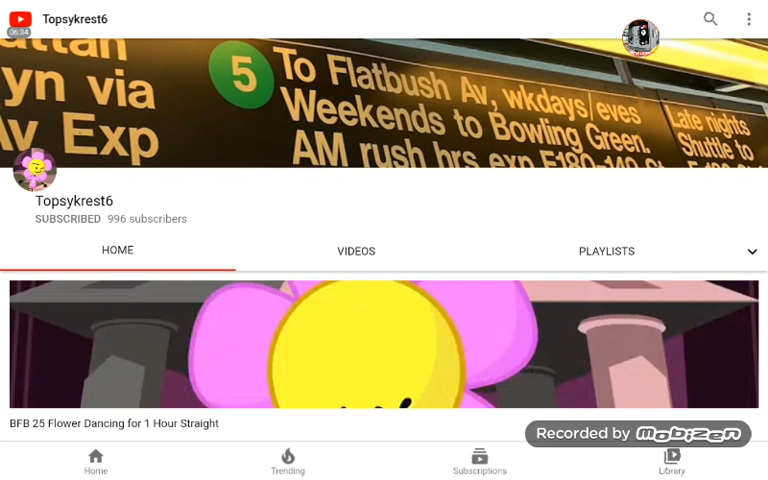 Topsykrest6
06:34
attan
yn via
Av Exp
5
To Flatbush Av, wkdays/eves
Weekends to Bowling Green.
AM rush hrs exp E180-140 St
Late nights
Shuttle to
Topsykrest6
SUBSCRIBED 996 subscribers
HOME
VIDEOS
PLAYLISTS
BFB 25 Flower Dancing for 1 Hour Straight
Recorded by mobizen
Home
Trending
Subscriptions
Library